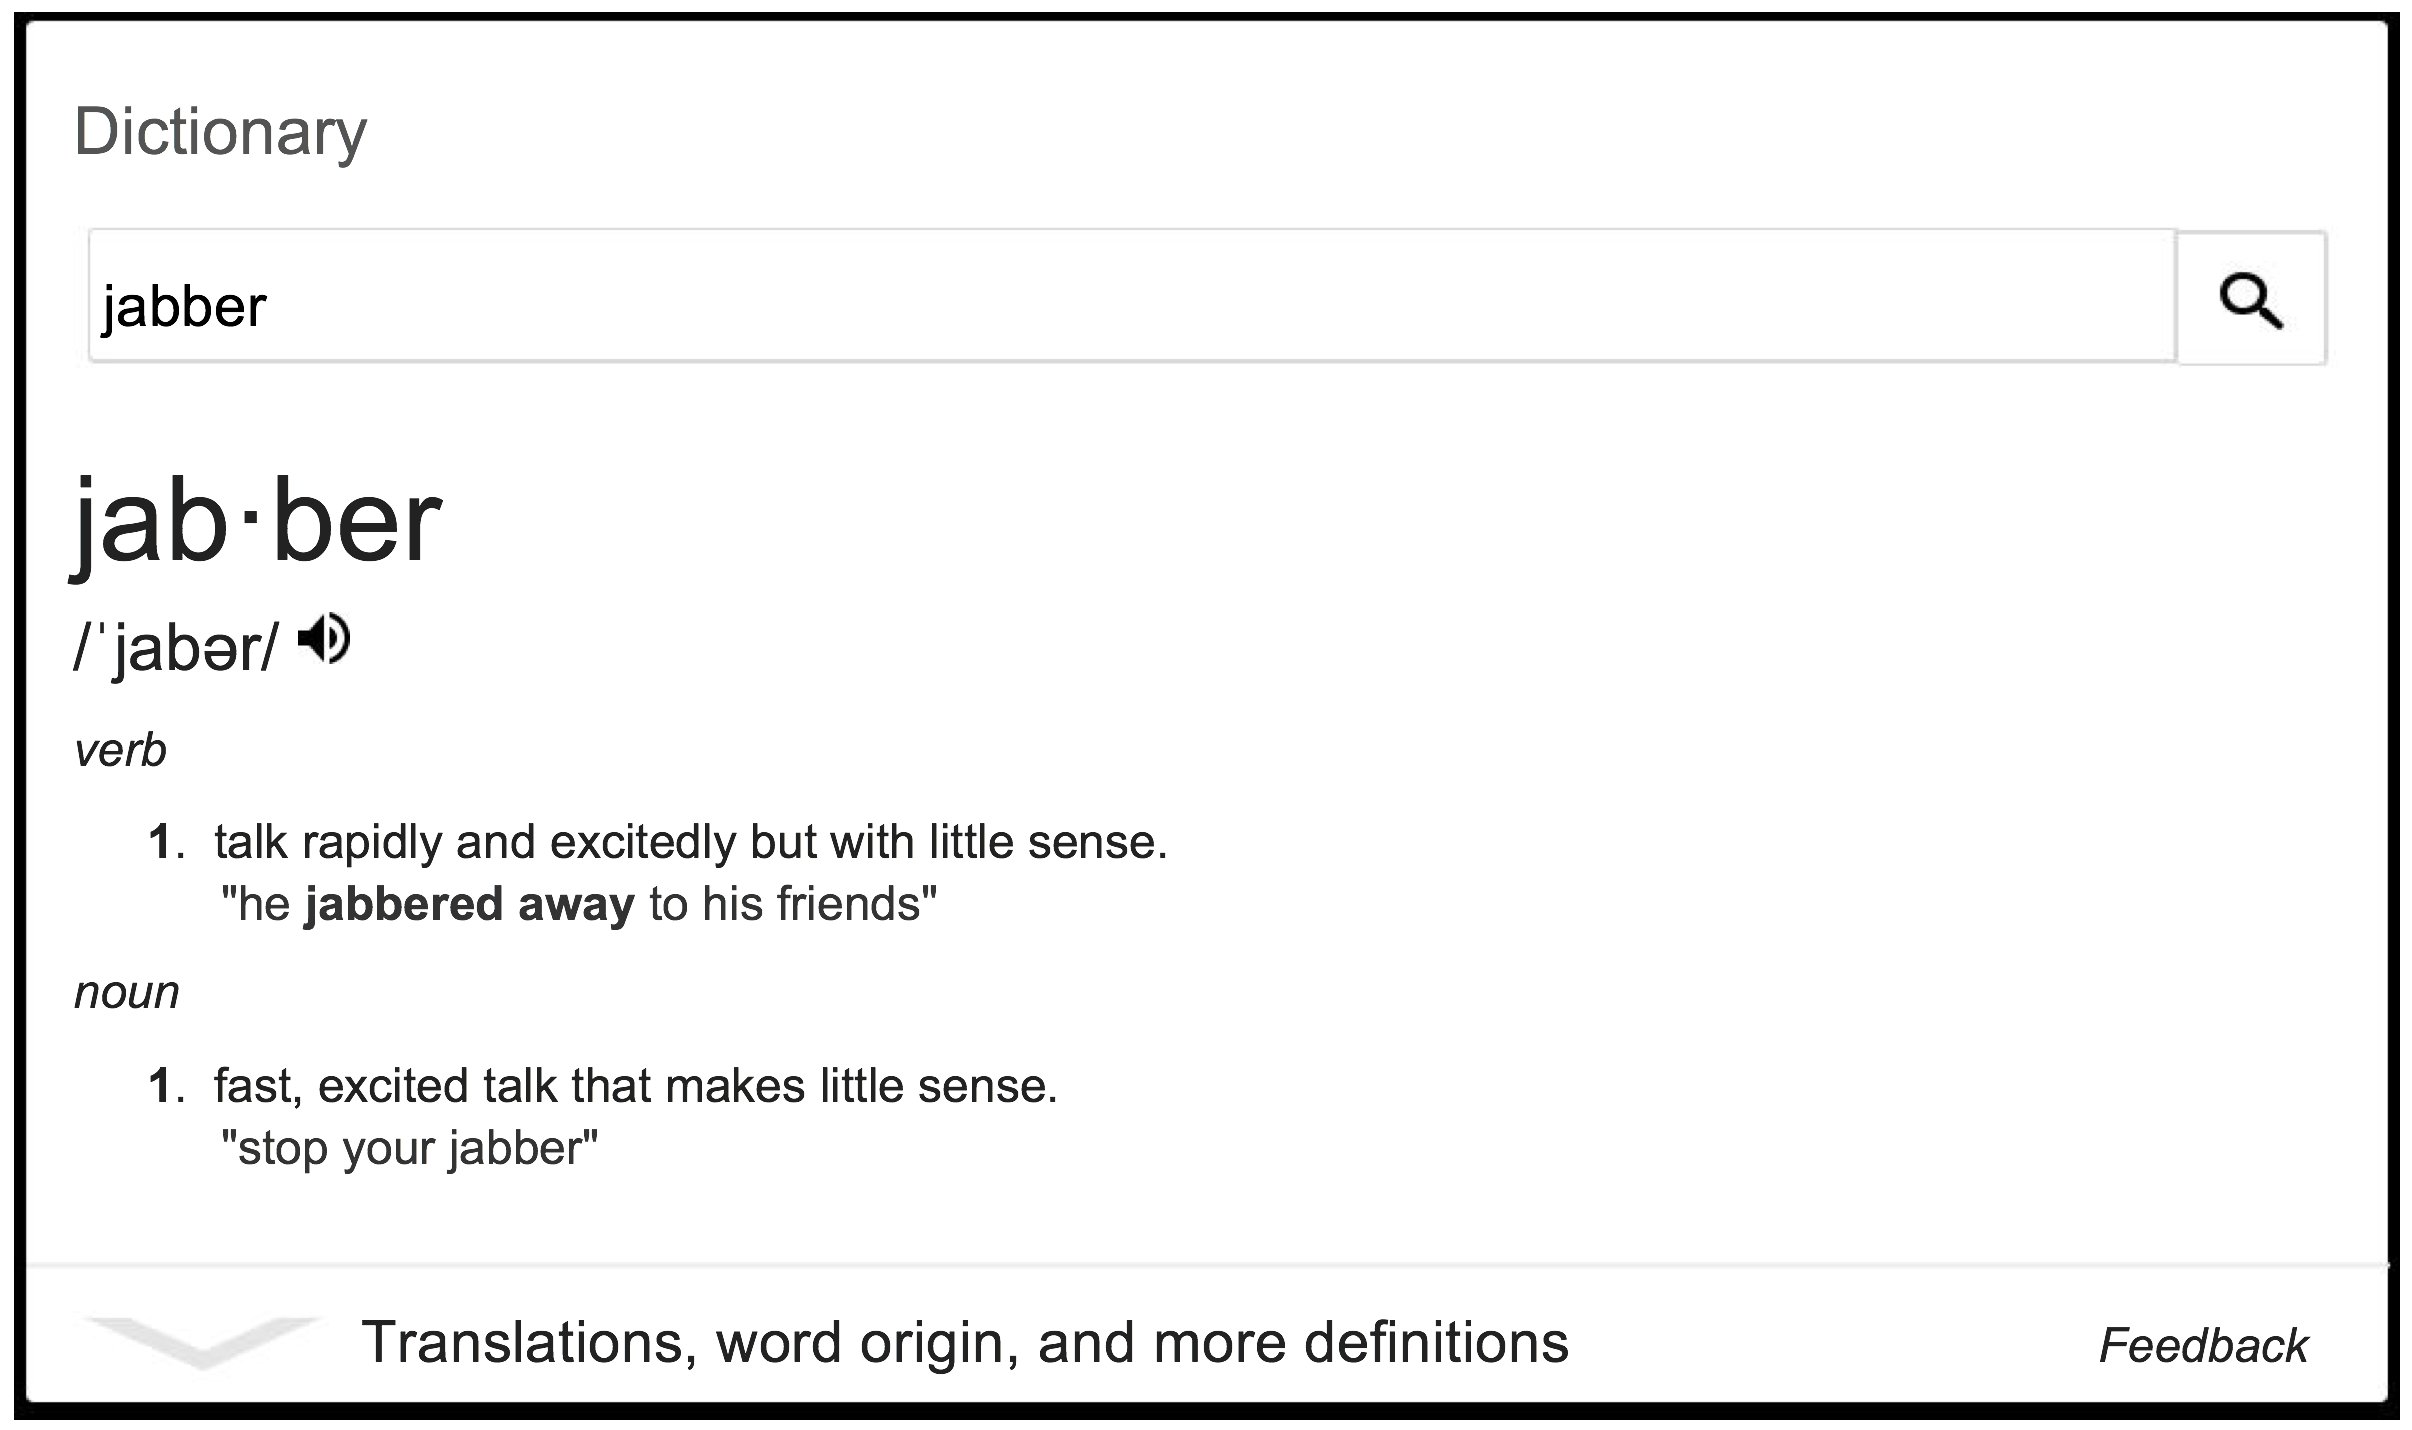 Dictionary
jabber
jab·ber
/ˈjabər/
verb
1. talk rapidly and excitedly but with little sense.
"he jabbered away to his friends"
noun
1. fast, excited talk that makes little sense.
"stop your jabber"
Translations, word origin, and more definitions
Feedback